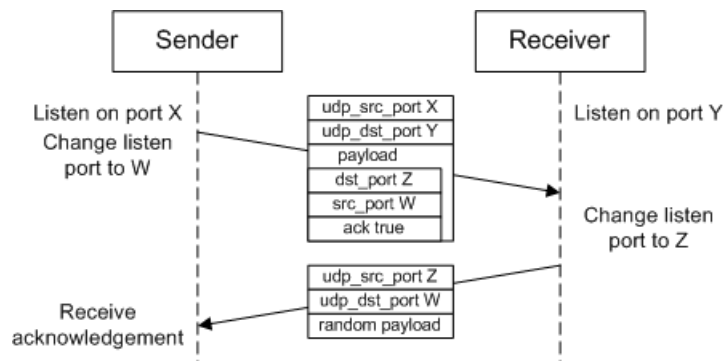 Sender
Receiver
Listen on port X
Change listen
port to W
udp_src_port X
udp_dst_port Y
payload
dst_port Z
src_port W
ack true
Listen on port Y
Change listen
port to Z
udp_src_port Z
udp_dst_port W
random payload
Receive
acknowledgement